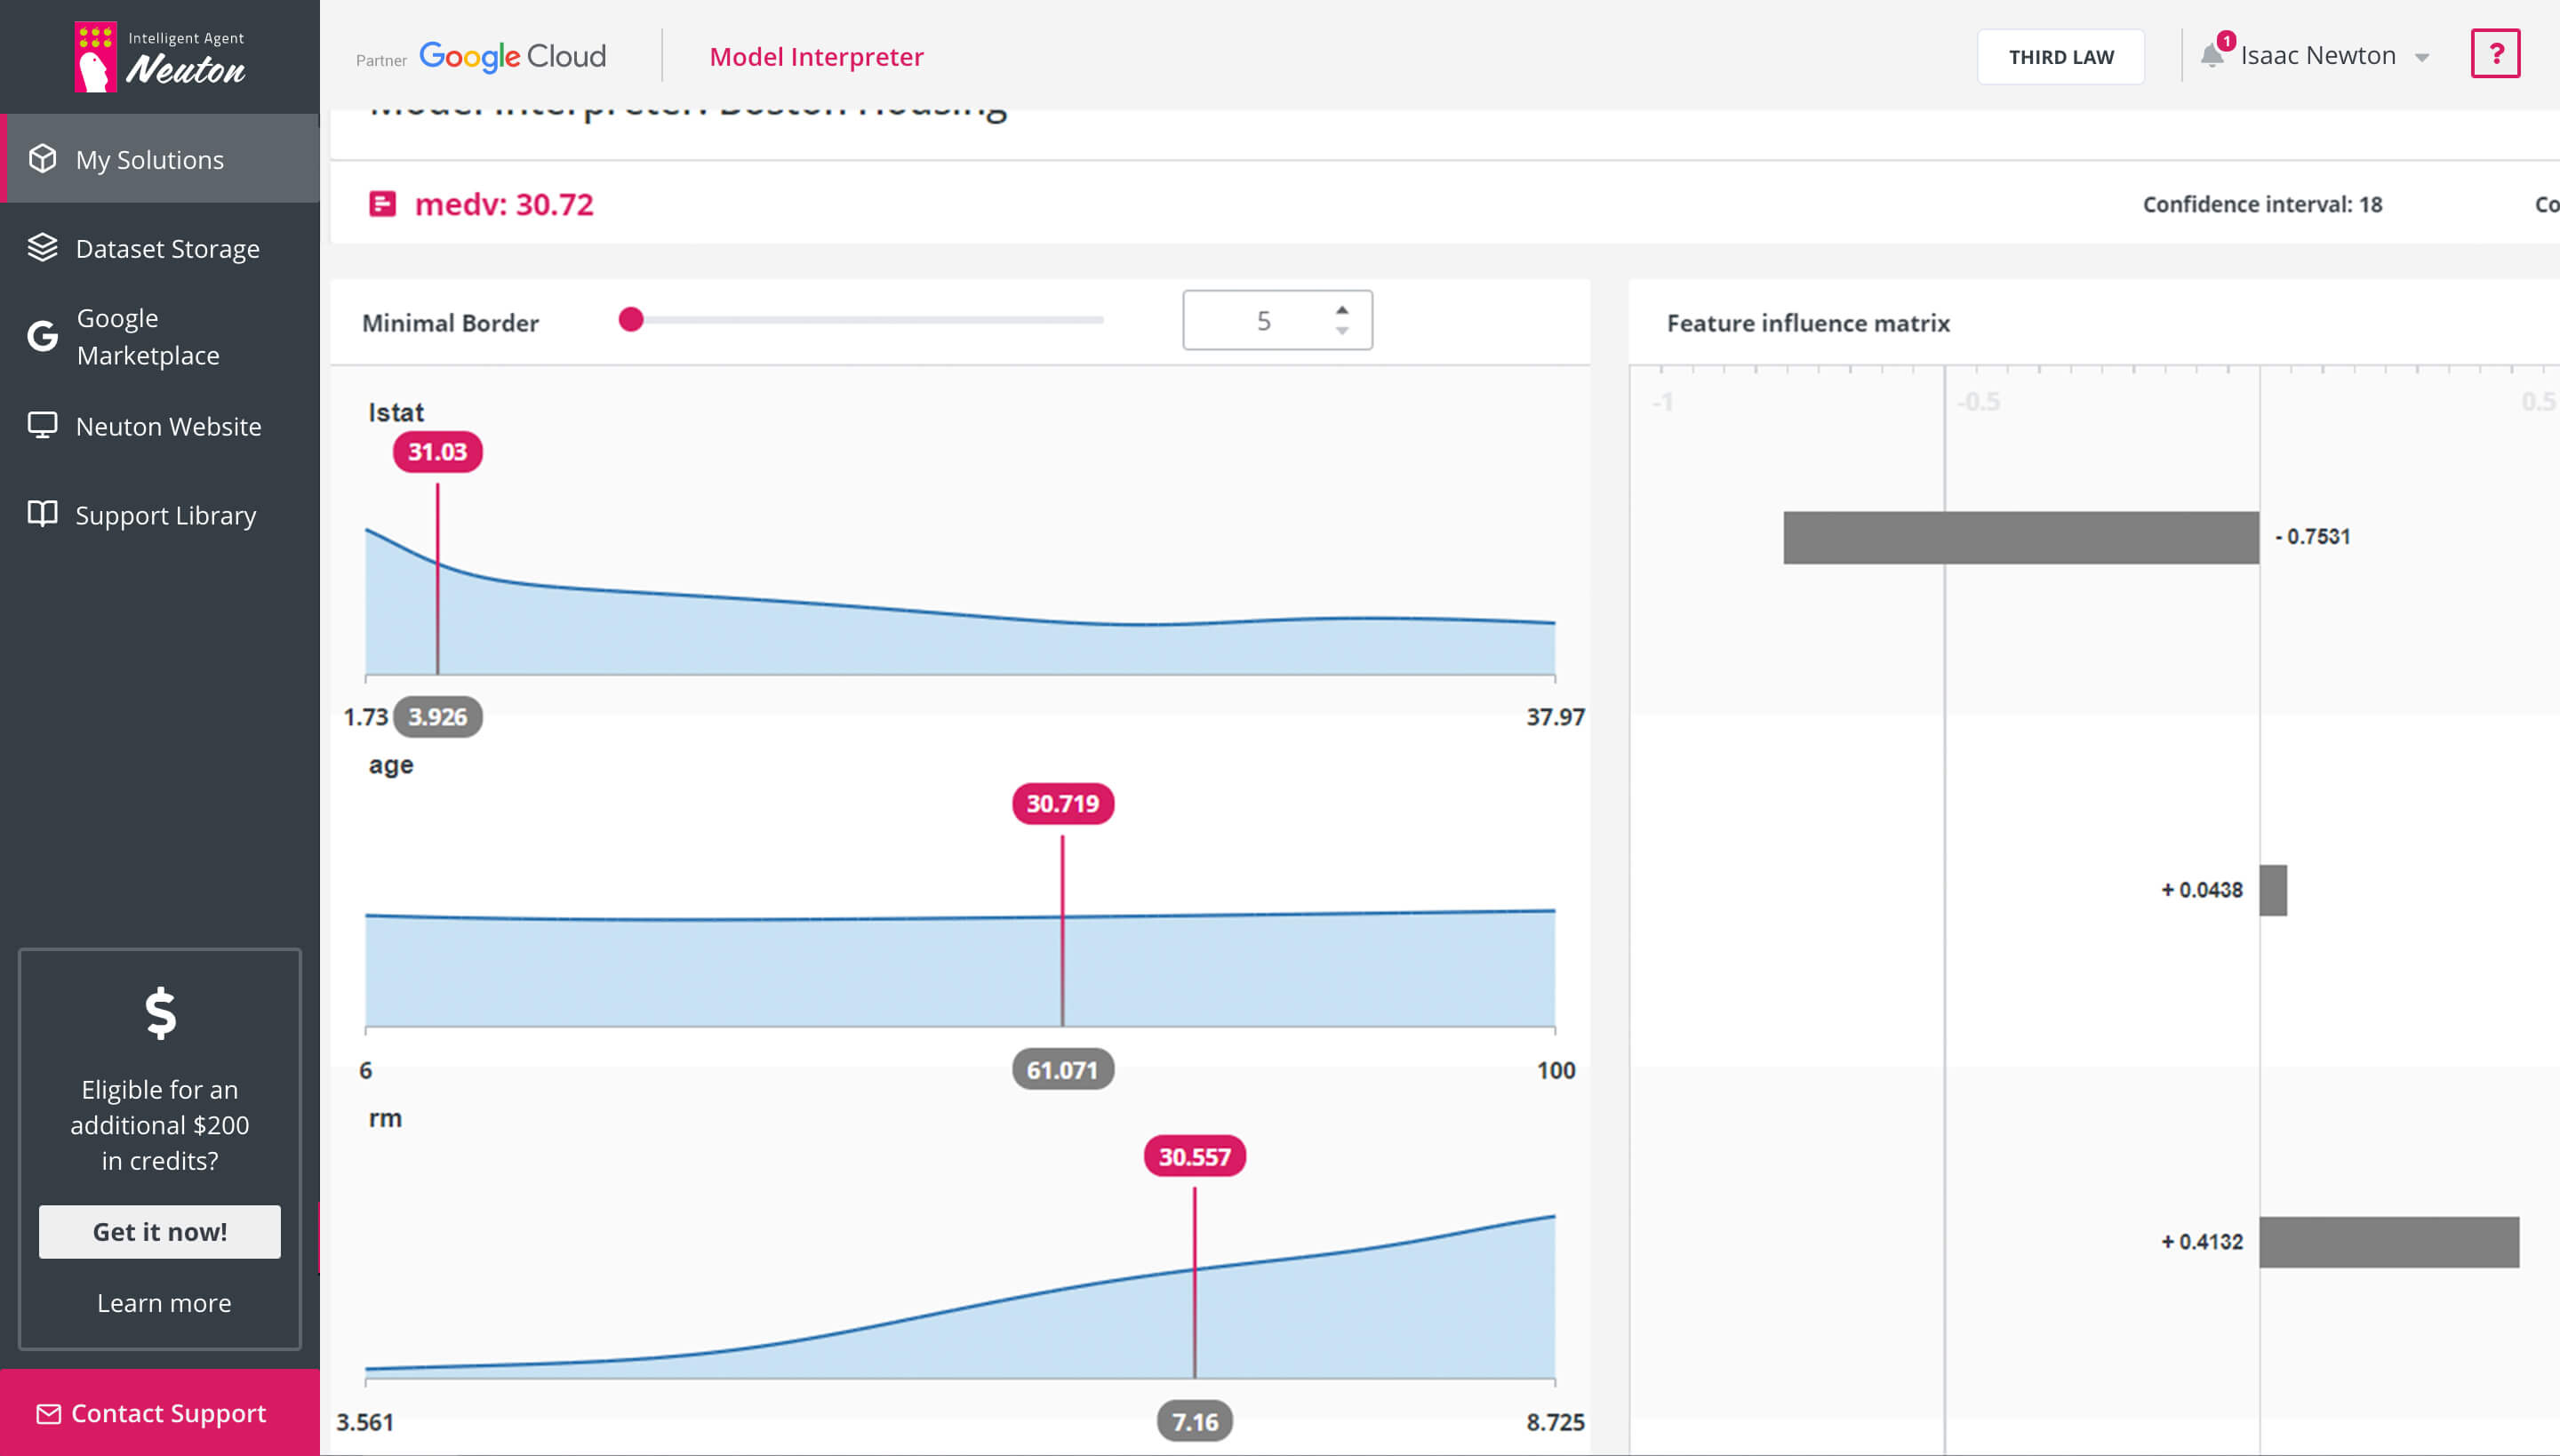 Intelligent Agent
Neuton
Partner Google Cloud
Model Interpreter
THIRD LAW
1
Isaac Newton
?
My Solutions
Dataset Storage
Google
Marketplace
Neuton Website
Support Library
$
Eligible for an
additional $200
in credits?
Get it now!
Learn more
Contact Support
Model Interpreter: Boston Housing
medv: 30.72
Confidence interval: 18
Co
Minimal Border
5
Feature influence matrix
-1
-0.5
0.5
lstat
31.03
1.73
3.926
37.97
- 0.7531
age
30.719
6
61.071
100
+ 0.0438
rm
30.557
3.561
7.16
8.725
+ 0.4132